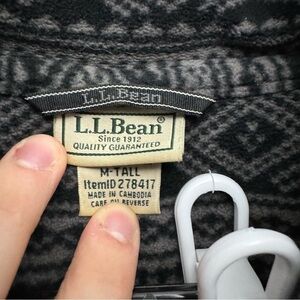 L.L.Bean
L.L.Bean®
Since 1912
QUALITY GUARANTEED
M-TALL
ItemID 278417
MADE IN CAMBODIA
CARE ON REVERSE